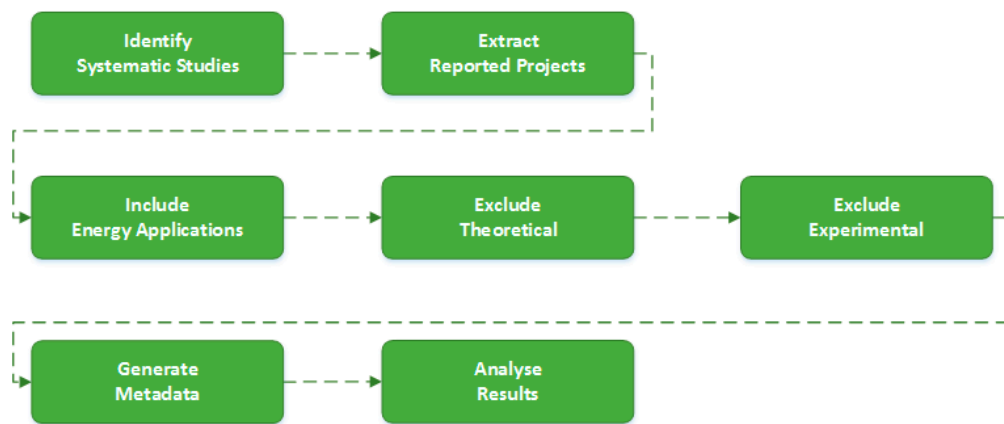 Identify
Systematic Studies
Extract
Reported Projects
Include
Energy Applications
Exclude
Theoretical
Exclude
Experimental
Generate
Metadata
Analyse
Results